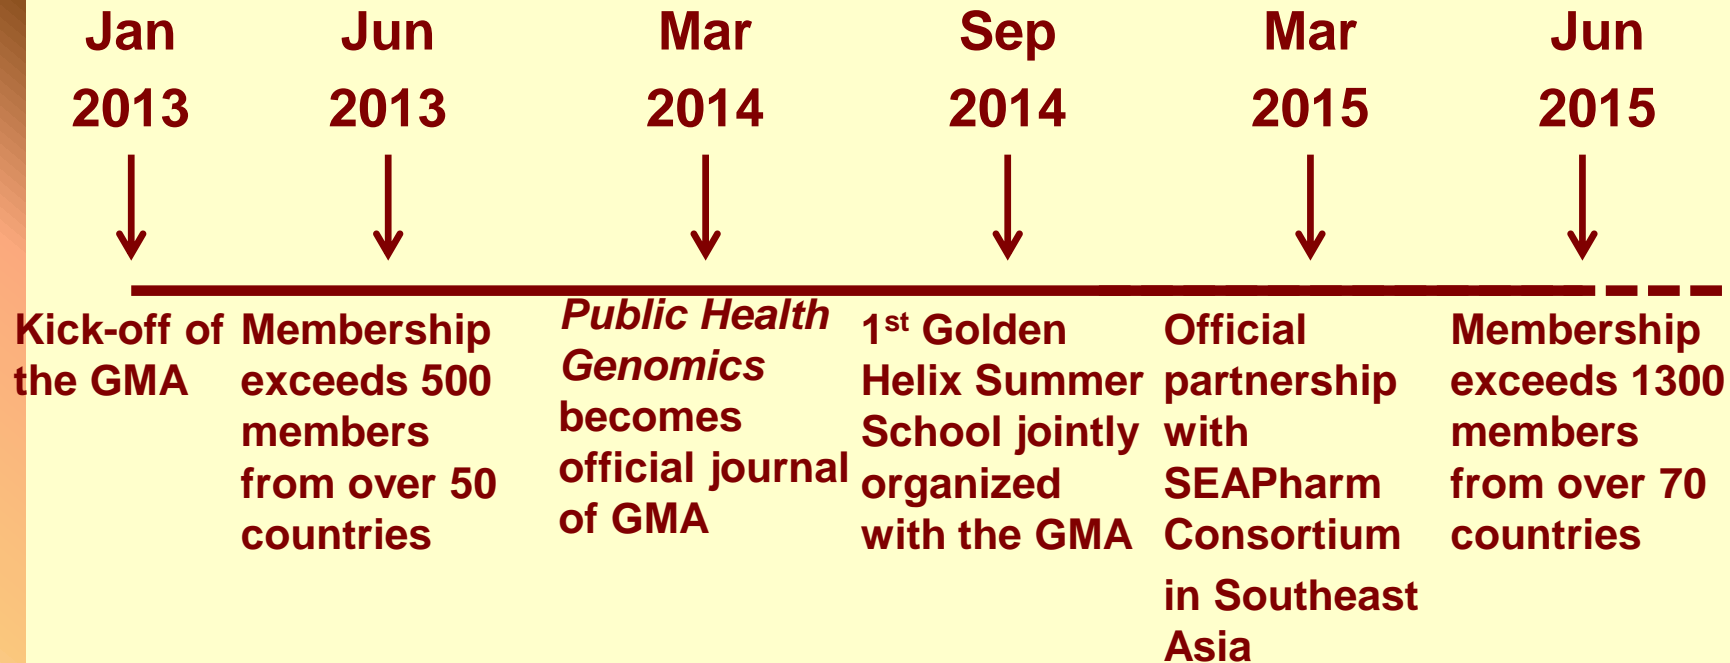 Jan
2013
Jun
2013
Mar
2014
Sep
2014
Mar
2015
Jun
2015
Kick-off of
the GMA
Membership
exceeds 500
members
from over 50
countries
Public Health
Genomics
becomes
official journal
of GMA
1st Golden
Helix Summer
School jointly
organized
with the GMA
Official
partnership
with
SEAPharm
Consortium
in Southeast
Asia
Membership
exceeds 1300
members
from over 70
countries